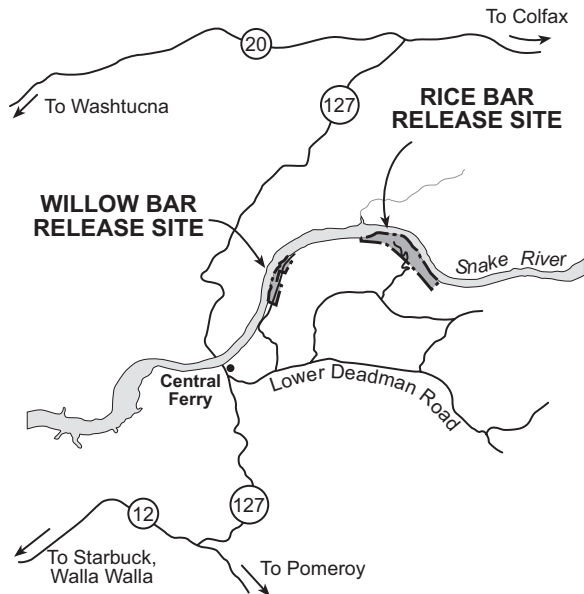 To Colfax
20
To Washtucna
127
RICE BAR
RELEASE SITE
WILLOW BAR
RELEASE SITE
Snake River
Central
Ferry
Lower Deadman Road
127
12
To Starbuck,
Walla Walla
To Pomeroy